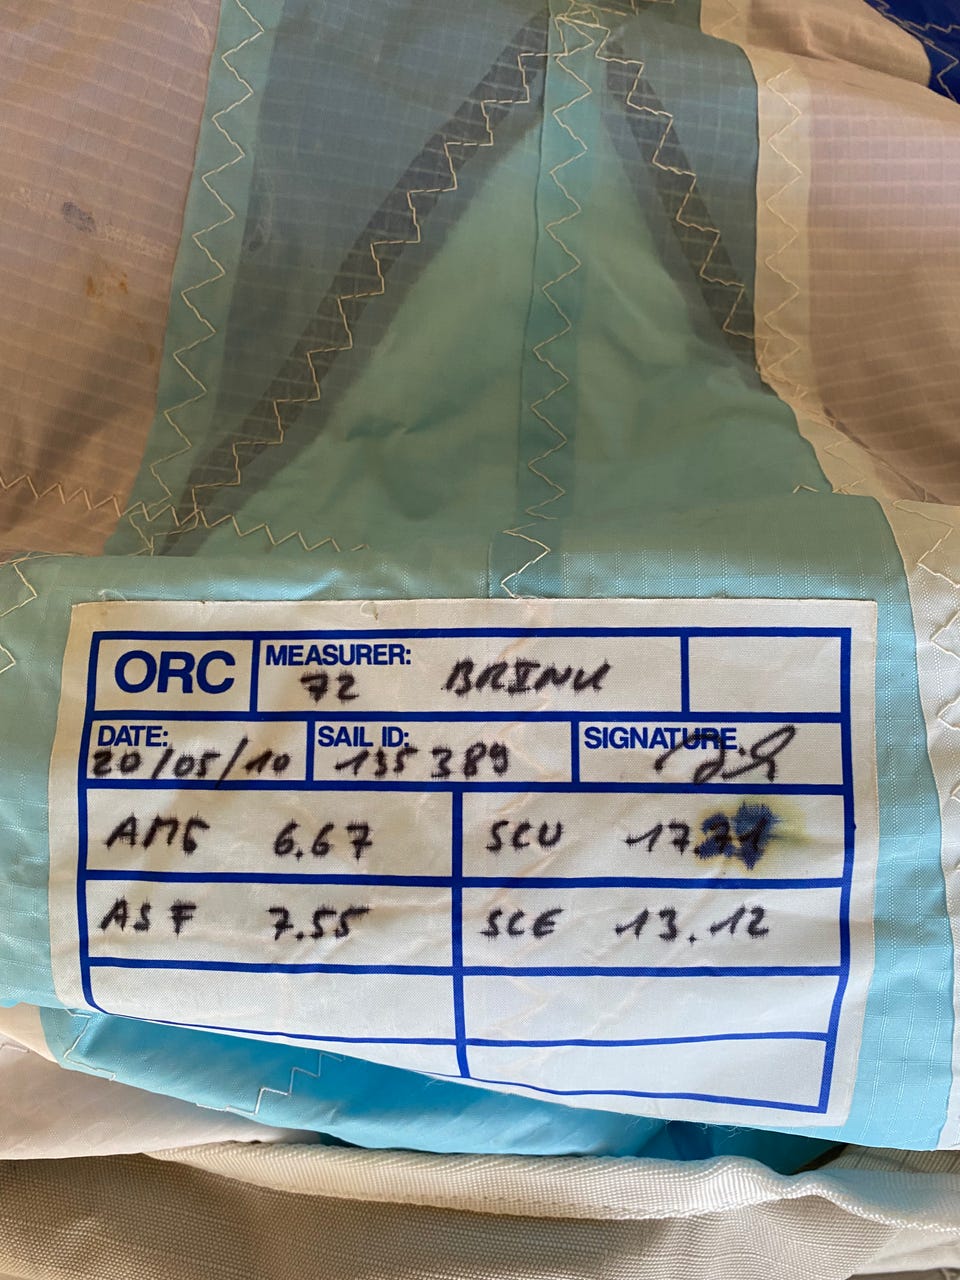 ORC MEASURER:
72 BRINK
DATE: SAIL ID: SIGNATURE
20/05/10 135 389
AMG 6.67 SCU
ASF 7.55 SCE 13.12